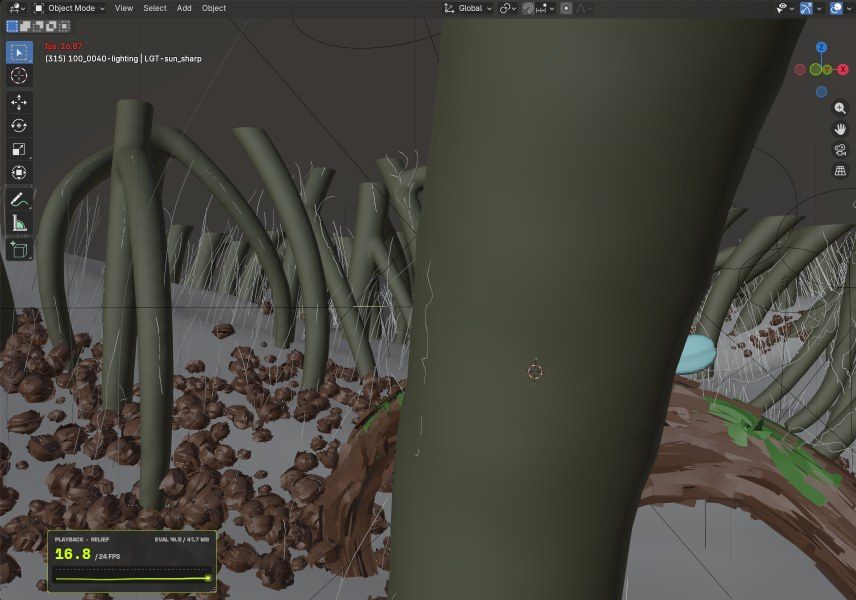 Object Mode View Select Add Object Global
fps: 16.87
(315) 100_0040-lighting | LGT-sun_sharp
Z
Y
X
PLAYBACK · RELIEF EVAL 16.5 / 41.7 MS
16.8 / 24 FPS